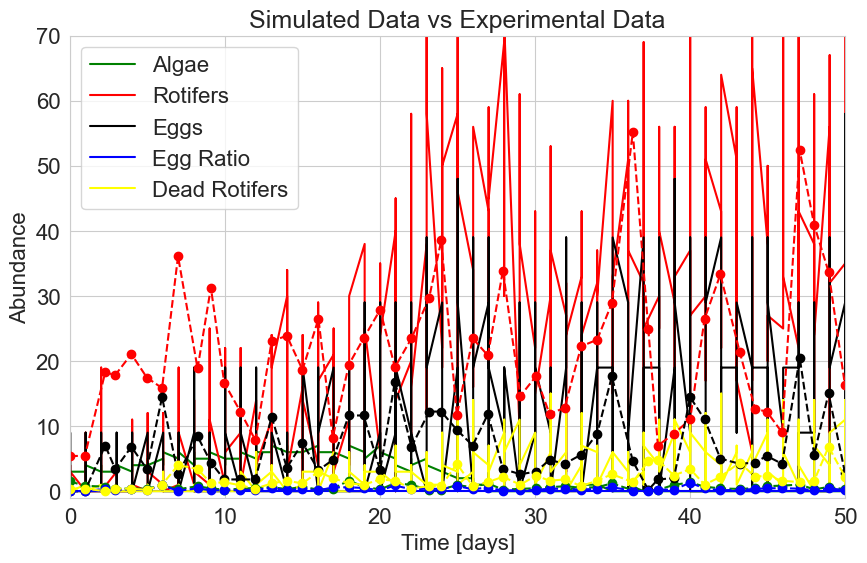 Simulated Data vs Experimental Data
70
60
50
40
30
20
10
0
Abundance
Algae
Rotifers
Eggs
Egg Ratio
Dead Rotifers
0 10 20 30 40 50
Time [days]